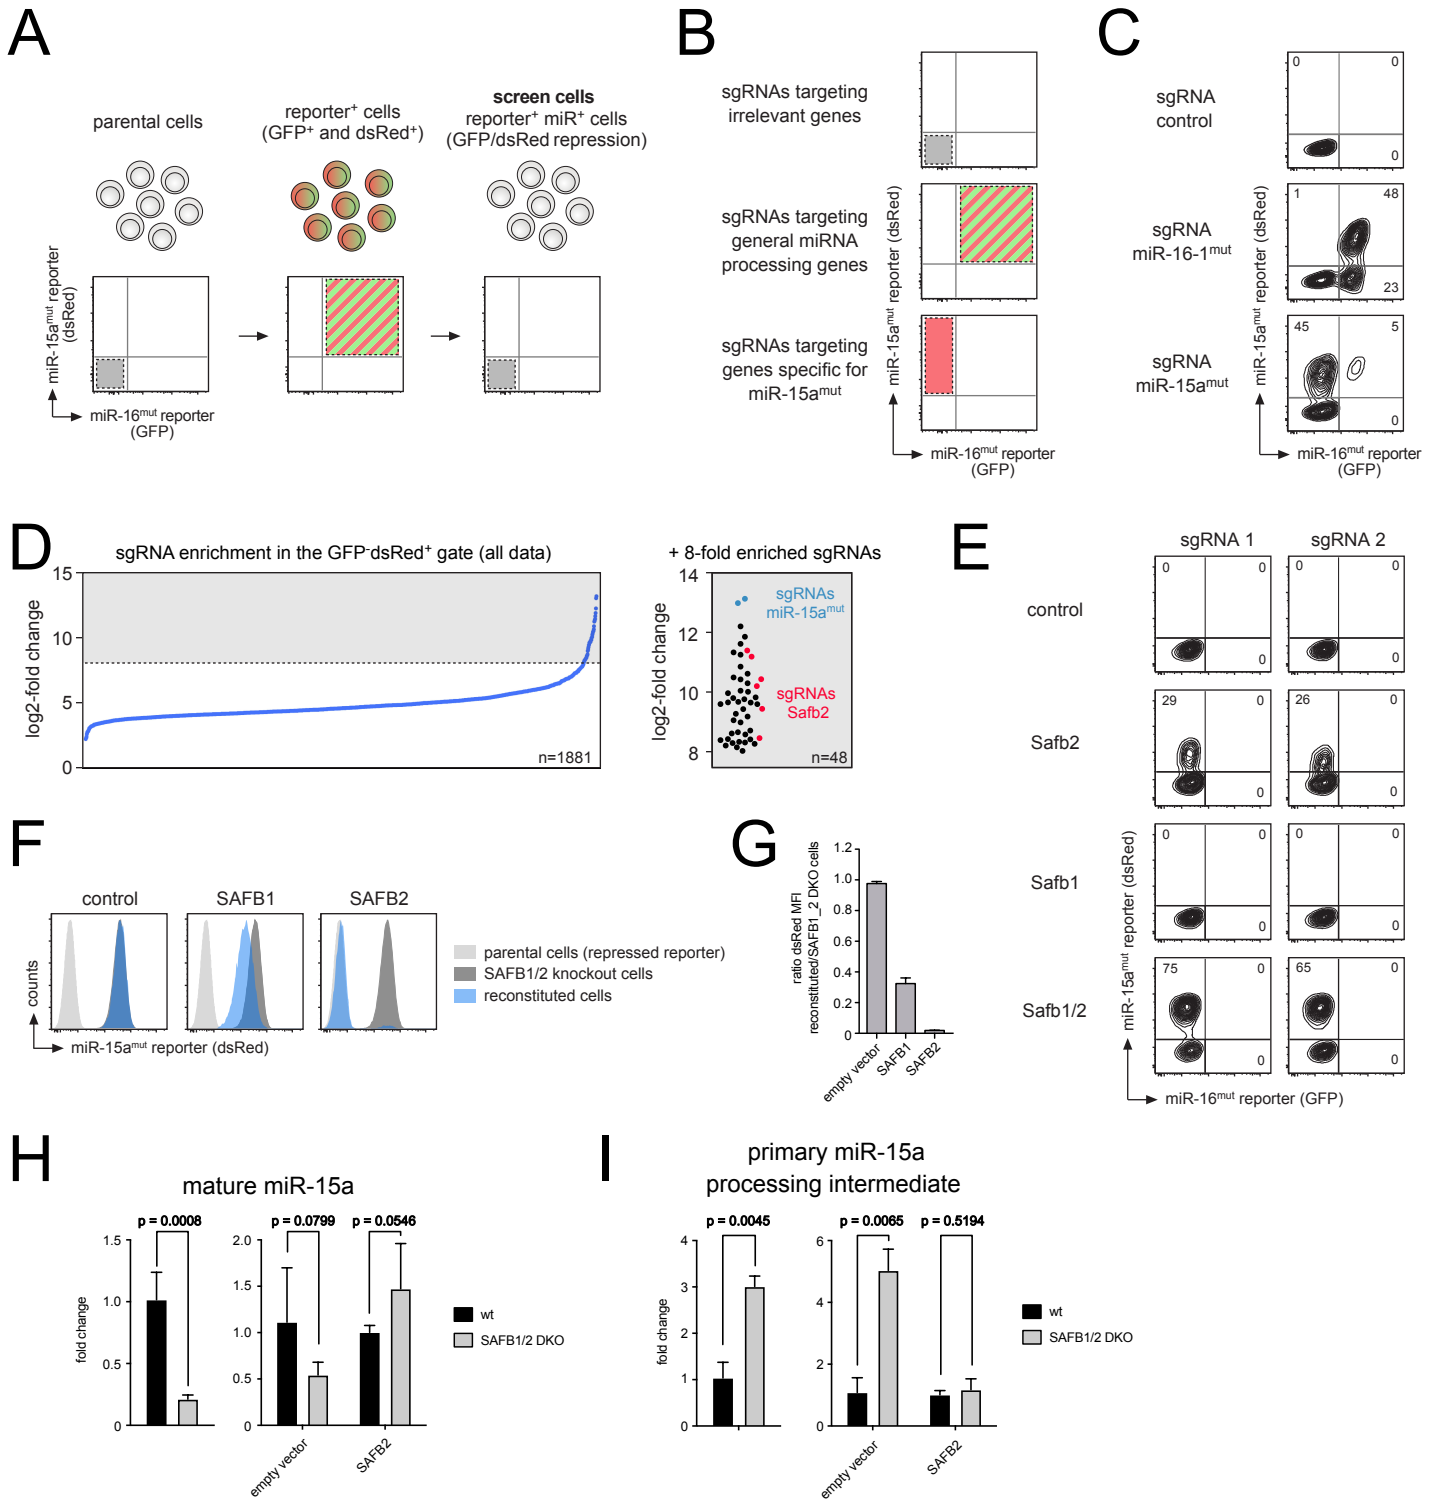 A
parental cells
reporter+ cells
(GFP+ and dsRed+)
screen cells
reporter+ miR+ cells
(GFP/dsRed repression)
miR-15amut reporter
(dsRed)
miR-16mut reporter
(GFP)
B
sgRNAs targeting
irrelevant genes
sgRNAs targeting
general miRNA
processing genes
sgRNAs targeting
genes specific for
miR-15amut
miR-15amut reporter (dsRed)
miR-16mut reporter
(GFP)
C
sgRNA
control
0 0
0
sgRNA
miR-16-1mut
1 48
23
sgRNA
miR-15amut
45 5
0
miR-15amut reporter (dsRed)
miR-16mut reporter
(GFP)
D
sgRNA enrichment in the GFP-dsRed+ gate (all data)
log2-fold change
15
10
5
0
n=1881
+ 8-fold enriched sgRNAs
log2-fold change
14
12
10
8
sgRNAs
miR-15amut
sgRNAs
Safb2
n=48
E
sgRNA 1 sgRNA 2
control
0 0 0 0
0 0
Safb2
29 0 26 0
0 0
Safb1
0 0 0 0
0 0
Safb1/2
75 0 65 0
0 0
miR-15amut reporter (dsRed)
miR-16mut reporter (GFP)
F
control SAFB1 SAFB2
counts
miR-15amut reporter (dsRed)
parental cells (repressed reporter)
SAFB1/2 knockout cells
reconstituted cells
G
ratio dsRed MFI
reconstituted/SAFB1_2 DKO cells
1.2
1.0
0.8
0.6
0.4
0.2
0
empty vector
SAFB1
SAFB2
H
mature miR-15a
p = 0.0008 p = 0.0799 p = 0.0546
fold change
1.5
1.0
0.5
0
2.0
1.5
1.0
0.5
0
empty vector
SAFB2
wt
SAFB1/2 DKO
I
primary miR-15a
processing intermediate
p = 0.0045 p = 0.0065 p = 0.5194
fold change
4
3
2
1
0
6
4
2
0
empty vector
SAFB2
wt
SAFB1/2 DKO